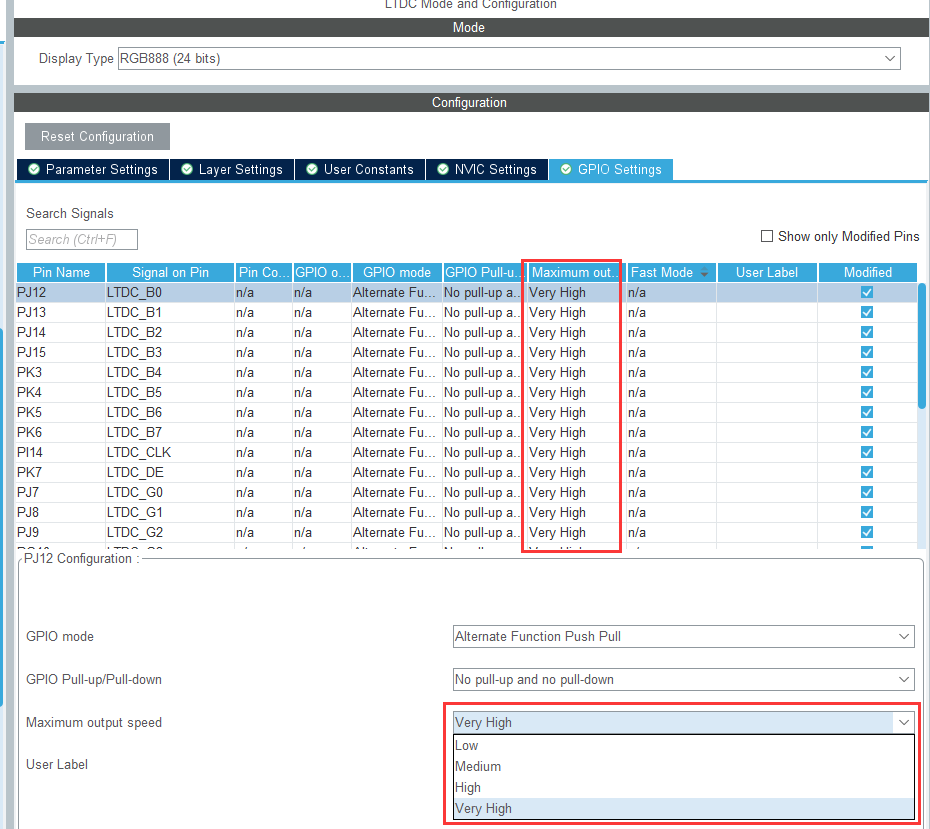 LTDC Mode and Configuration
Mode
Display Type RGB888 (24 bits)
Configuration
Reset Configuration
Parameter Settings Layer Settings User Constants NVIC Settings GPIO Settings
Search Signals
Search (Ctrl+F)
Show only Modified Pins
Pin Name Signal on Pin Pin Co... GPIO o... GPIO mode GPIO Pull-u... Maximum out... Fast Mode User Label Modified
PJ12 LTDC_B0 n/a n/a Alternate Fu... No pull-up a... Very High n/a
PJ13 LTDC_B1 n/a n/a Alternate Fu... No pull-up a... Very High n/a
PJ14 LTDC_B2 n/a n/a Alternate Fu... No pull-up a... Very High n/a
PJ15 LTDC_B3 n/a n/a Alternate Fu... No pull-up a... Very High n/a
PK3 LTDC_B4 n/a n/a Alternate Fu... No pull-up a... Very High n/a
PK4 LTDC_B5 n/a n/a Alternate Fu... No pull-up a... Very High n/a
PK5 LTDC_B6 n/a n/a Alternate Fu... No pull-up a... Very High n/a
PK6 LTDC_B7 n/a n/a Alternate Fu... No pull-up a... Very High n/a
PI14 LTDC_CLK n/a n/a Alternate Fu... No pull-up a... Very High n/a
PK7 LTDC_DE n/a n/a Alternate Fu... No pull-up a... Very High n/a
PJ7 LTDC_G0 n/a n/a Alternate Fu... No pull-up a... Very High n/a
PJ8 LTDC_G1 n/a n/a Alternate Fu... No pull-up a... Very High n/a
PJ9 LTDC_G2 n/a n/a Alternate Fu... No pull-up a... Very High n/a
PJ12 Configuration :
GPIO mode Alternate Function Push Pull
GPIO Pull-up/Pull-down No pull-up and no pull-down
Maximum output speed Very High
Low
Medium
User Label
High
Very High